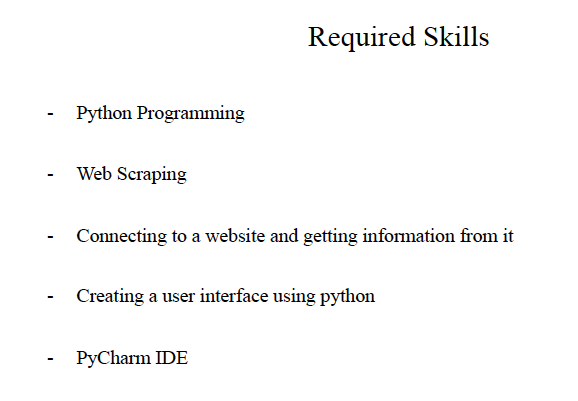 Required Skills
- Python Programming
- Web Scraping
- Connecting to a website and getting information from it
- Creating a user interface using python
- PyCharm IDE